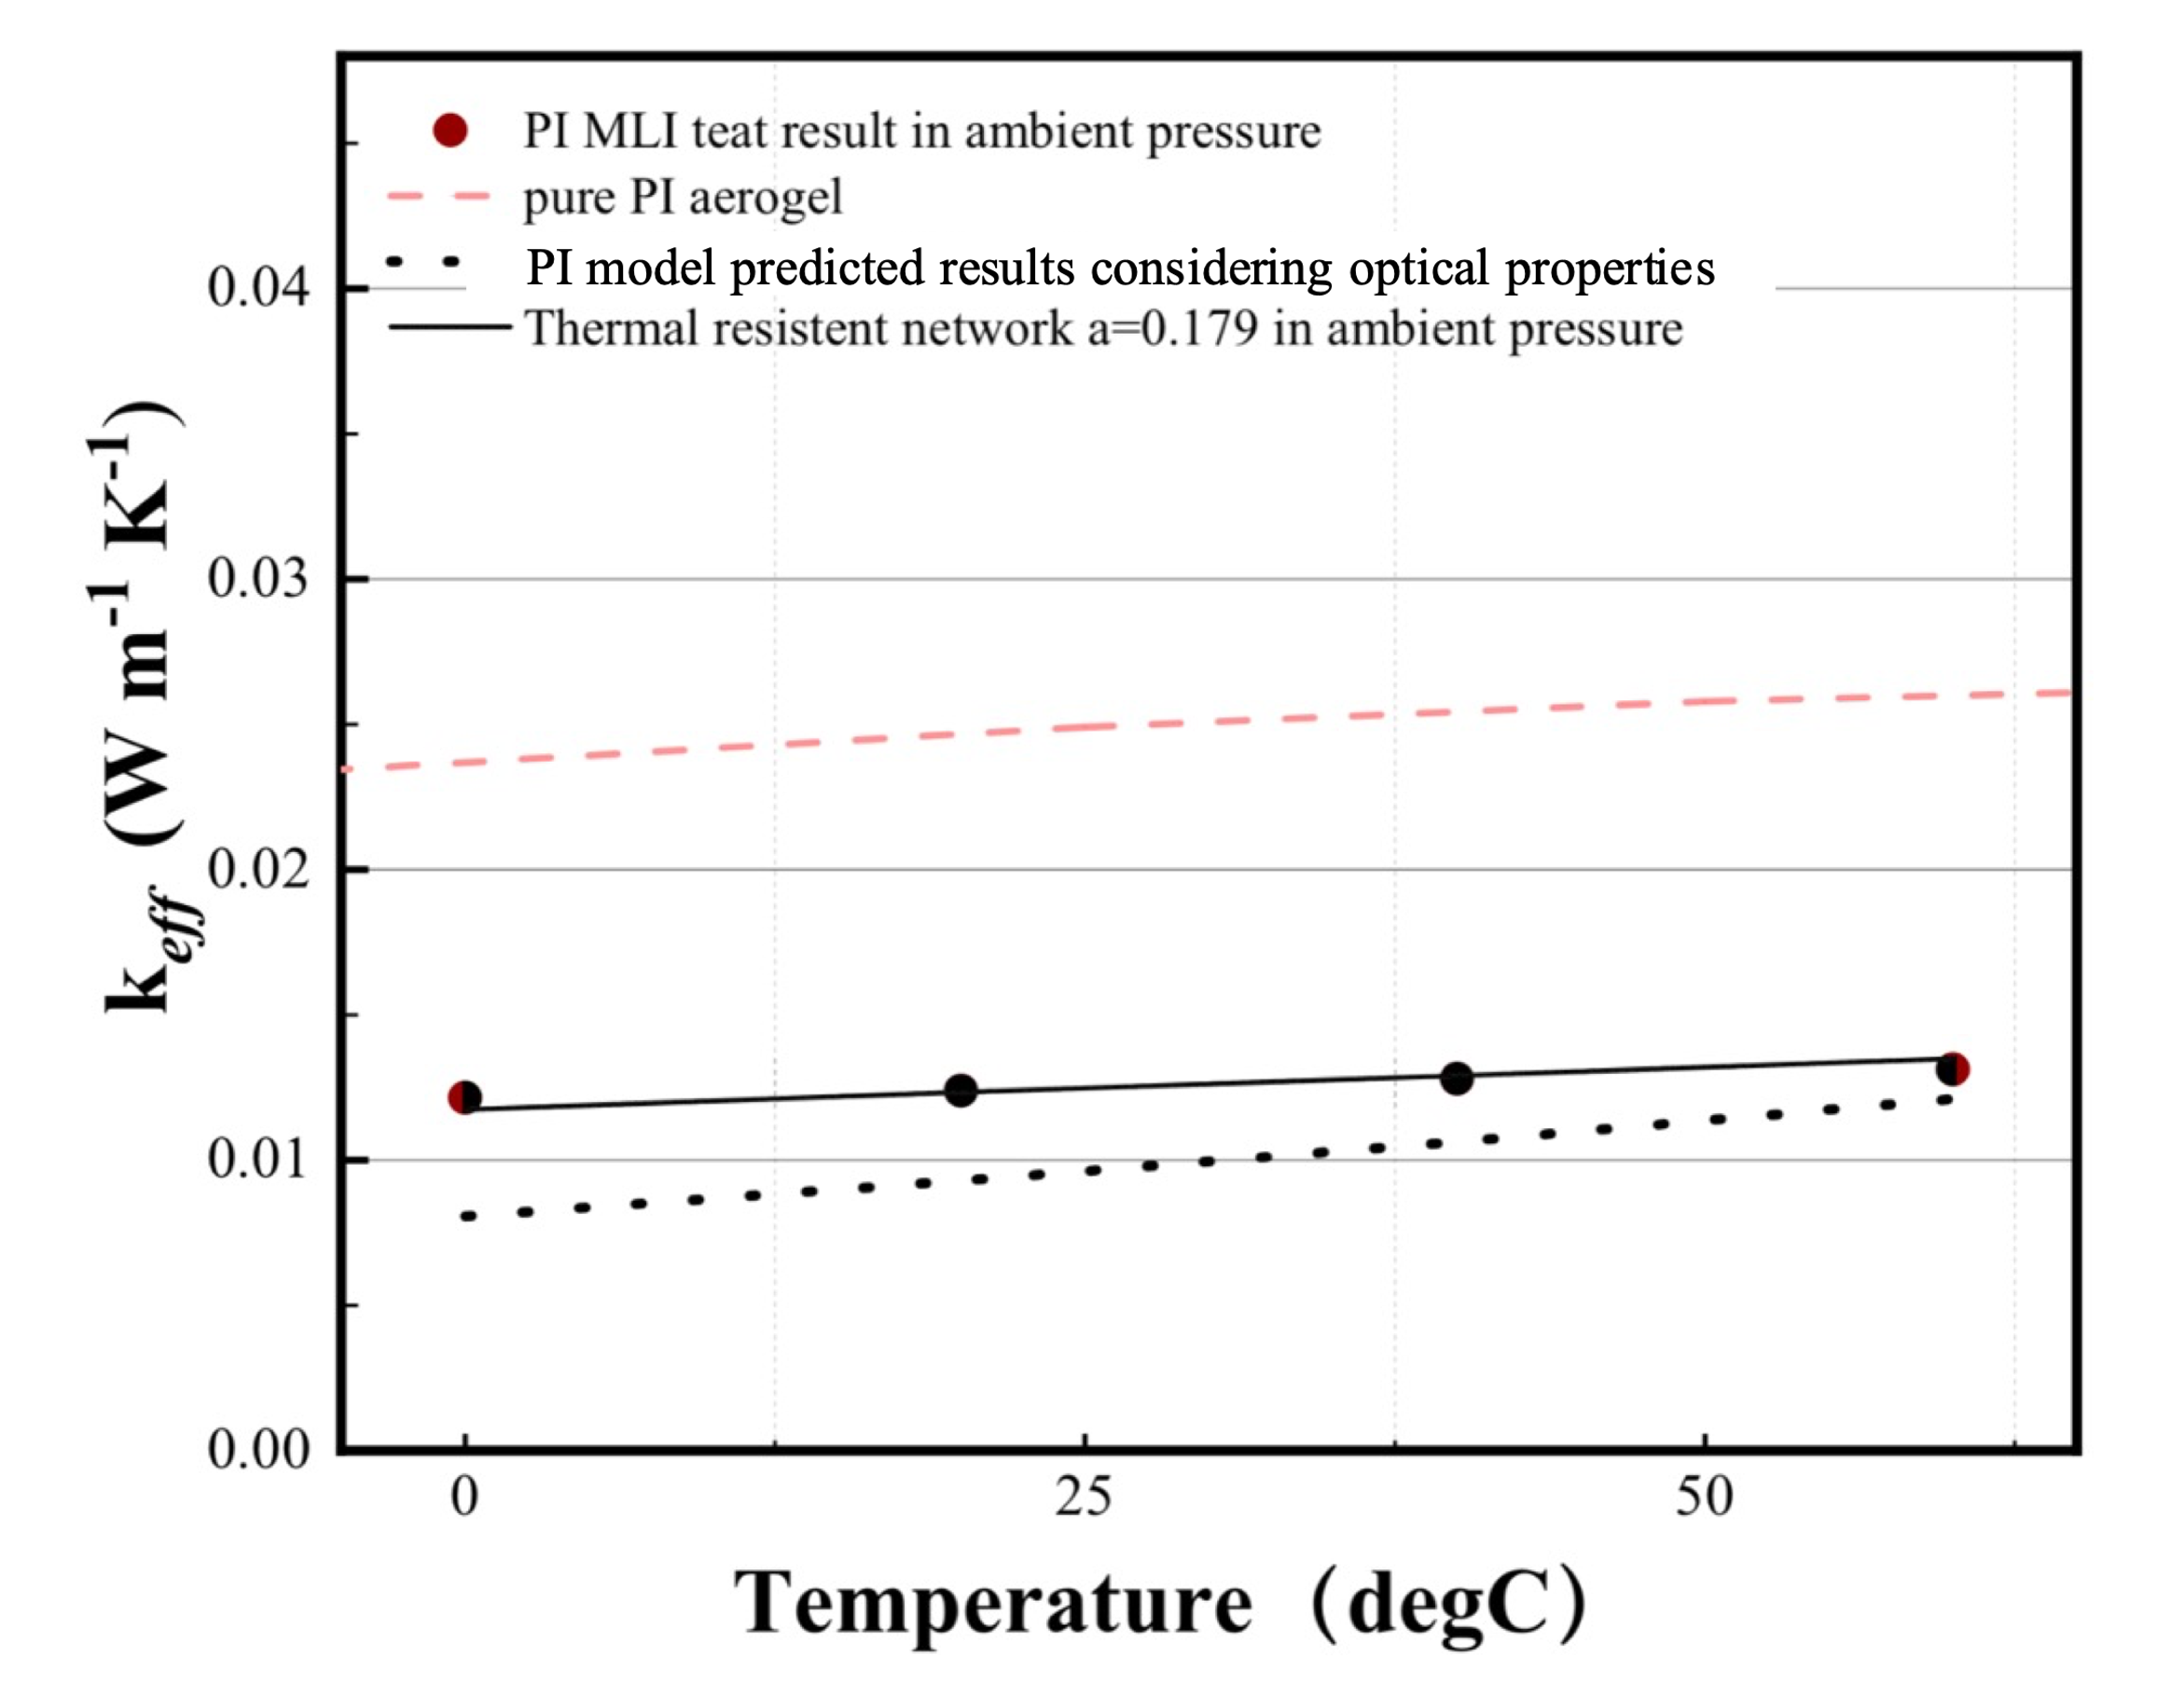 PI MLI teat result in ambient pressure
pure PI aerogel
PI model predicted results considering optical properties
Thermal resistent network a=0.179 in ambient pressure
k_eff (W m^-1 K^-1)
0.04
0.03
0.02
0.01
0.00
0 25 50
Temperature (degC)